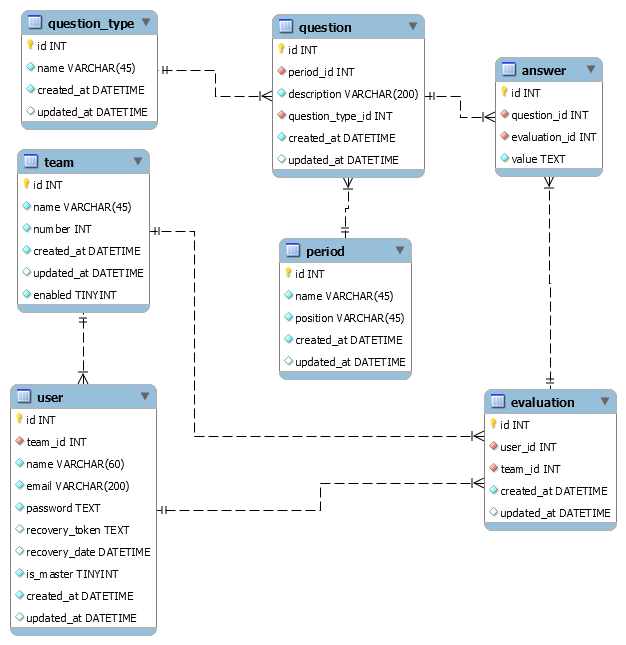 question_type
id INT
name VARCHAR(45)
created_at DATETIME
updated_at DATETIME
question
id INT
period_id INT
description VARCHAR(200)
question_type_id INT
created_at DATETIME
updated_at DATETIME
answer
id INT
question_id INT
evaluation_id INT
value TEXT
team
id INT
name VARCHAR(45)
number INT
created_at DATETIME
updated_at DATETIME
enabled TINYINT
period
id INT
name VARCHAR(45)
position VARCHAR(45)
created_at DATETIME
updated_at DATETIME
user
id INT
team_id INT
name VARCHAR(60)
email VARCHAR(200)
password TEXT
recovery_token TEXT
recovery_date DATETIME
is_master TINYINT
created_at DATETIME
updated_at DATETIME
evaluation
id INT
user_id INT
team_id INT
created_at DATETIME
updated_at DATETIME